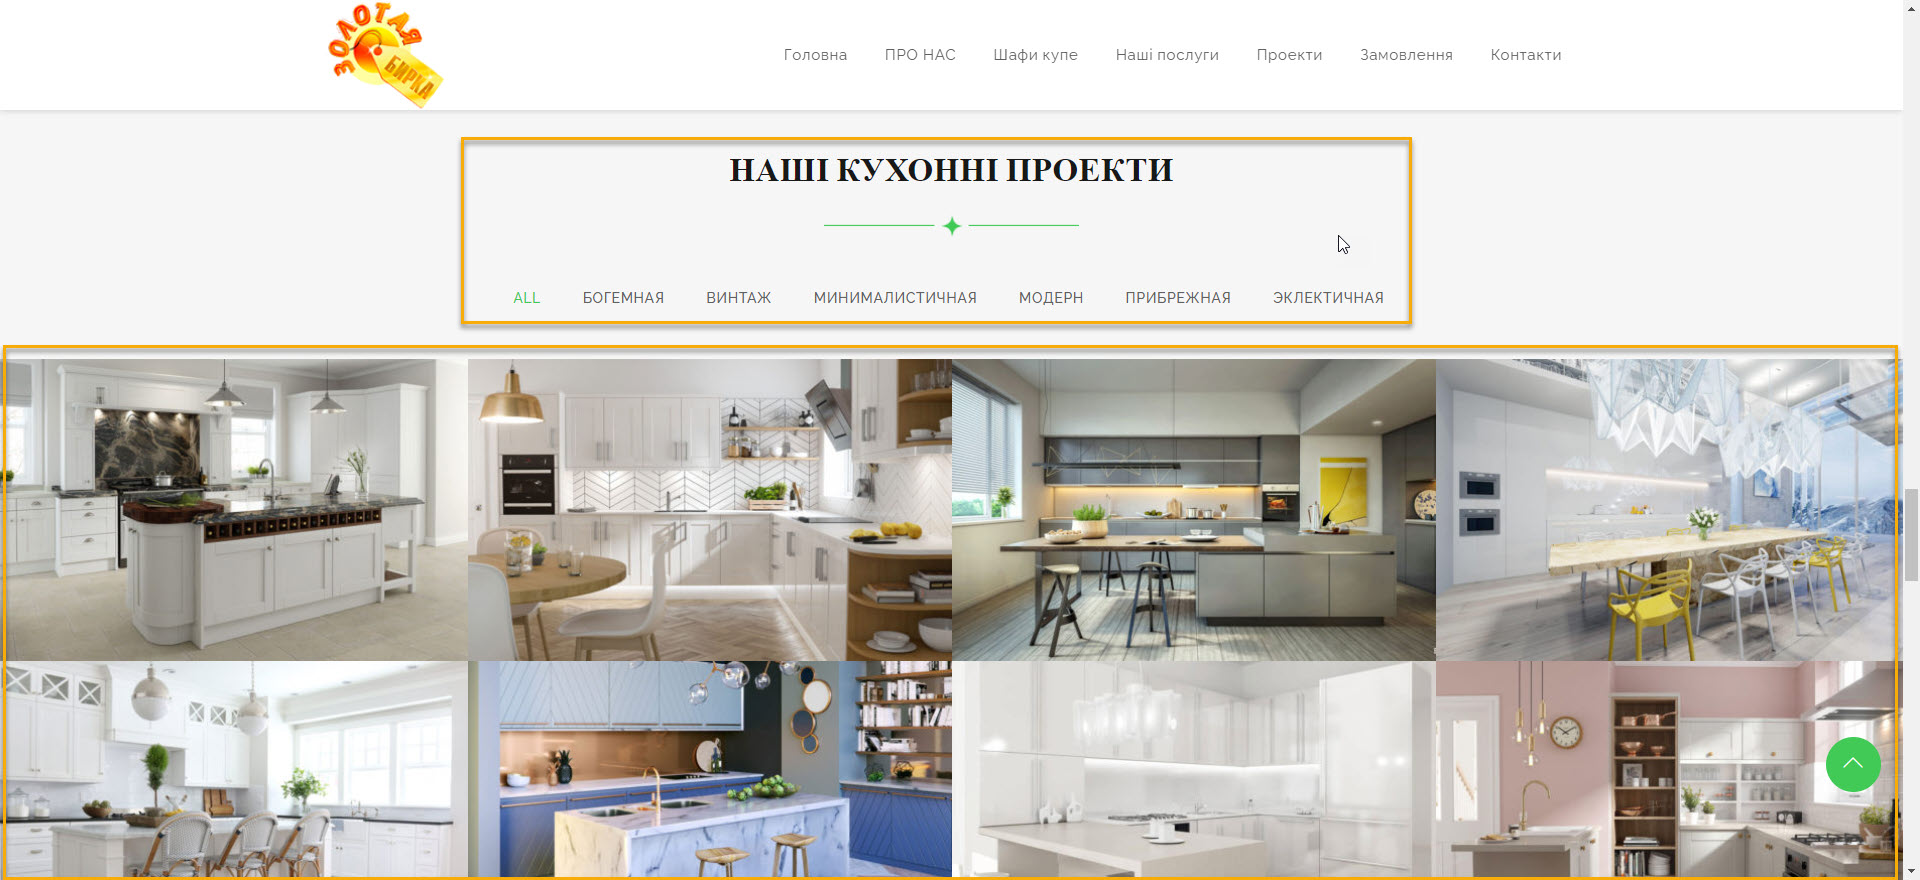 ЗОЛОТАЯ
БИРКА
Головна ПРО НАС Шафи купе Наші послуги Проекти Замовлення Контакти
НАШІ КУХОННІ ПРОЕКТИ
ALL БОГЕМНАЯ ВИНТАЖ МИНИМАЛИСТИЧНАЯ МОДЕРН ПРИБРЕЖНАЯ ЭКЛЕКТИЧНАЯ